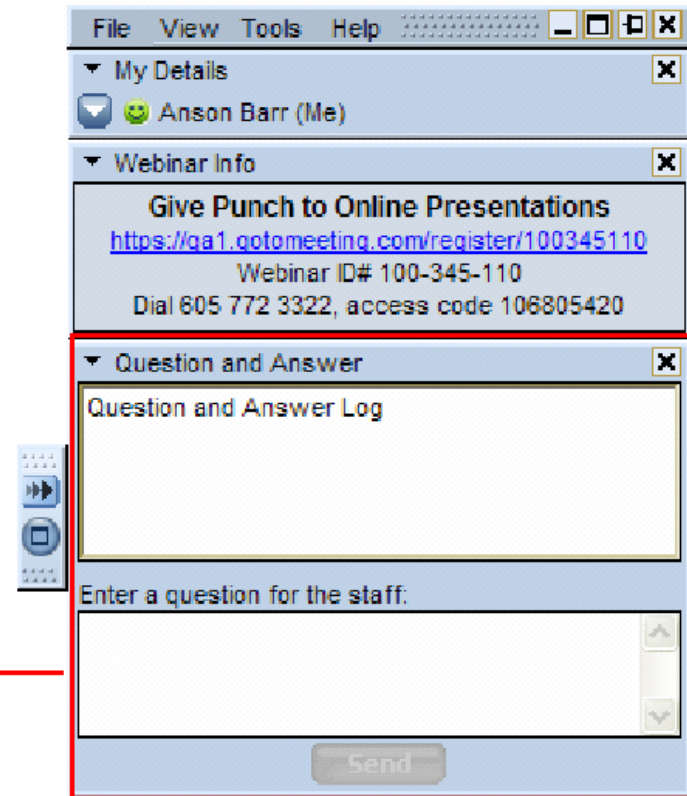 File View Tools Help
My Details
Anson Barr (Me)
Webinar Info
Give Punch to Online Presentations
https://qa1.gotomeeting.com/register/100345110
Webinar ID# 100-345-110
Dial 605 772 3322, access code 106805420
Question and Answer
Question and Answer Log
Enter a question for the staff:
Send